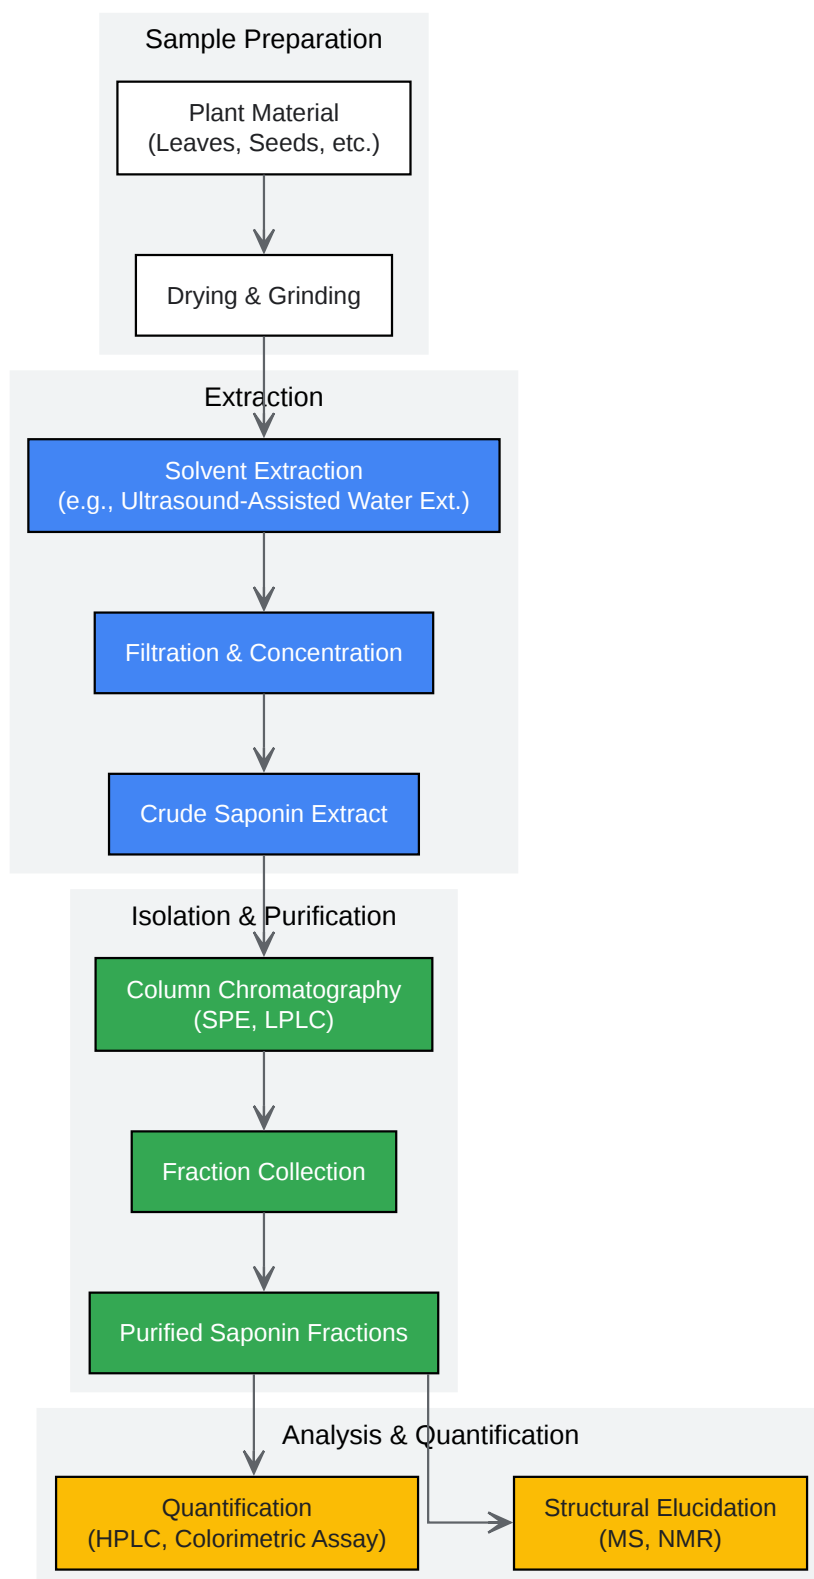 Sample Preparation
Plant Material
(Leaves, Seeds, etc.)
Drying & Grinding
Extraction
Solvent Extraction
(e.g., Ultrasound-Assisted Water Ext.)
Filtration & Concentration
Crude Saponin Extract
Isolation & Purification
Column Chromatography
(SPE, LPLC)
Fraction Collection
Purified Saponin Fractions
Analysis & Quantification
Quantification
(HPLC, Colorimetric Assay)
Structural Elucidation
(MS, NMR)